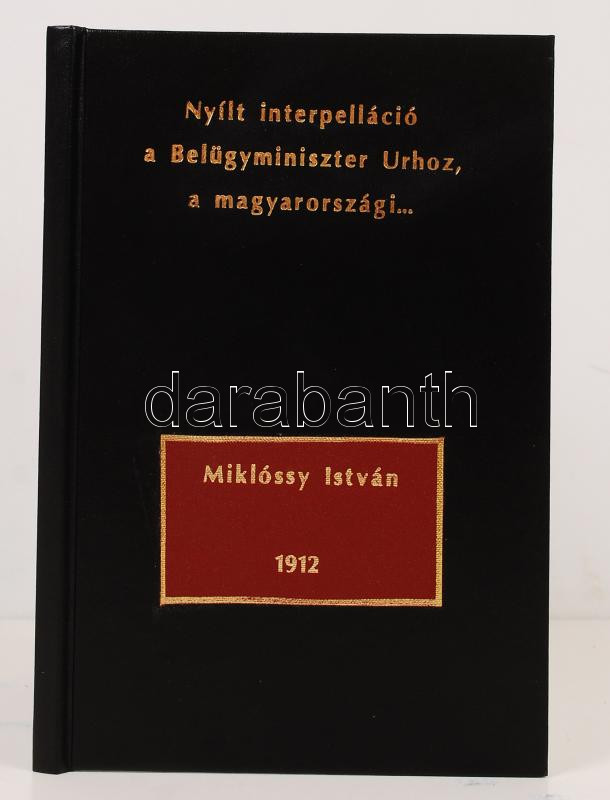 Nyílt interpelláció
a Belügyminiszter Urhoz,
a magyarországi...
darabanth
Miklóssy István
1912